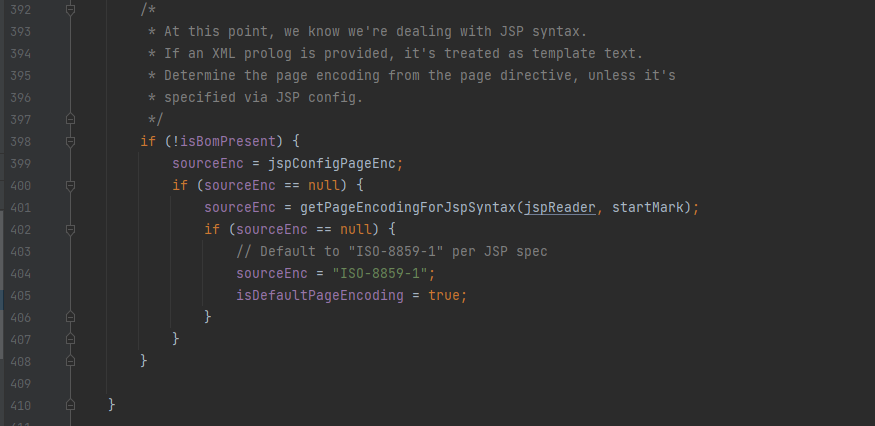 392 /*
393 * At this point, we know we're dealing with JSP syntax.
394 * If an XML prolog is provided, it's treated as template text.
395 * Determine the page encoding from the page directive, unless it's
396 * specified via JSP config.
397 */
398 if (!isBomPresent) {
399 sourceEnc = jspConfigPageEnc;
400 if (sourceEnc == null) {
401 sourceEnc = getPageEncodingForJspSyntax(jspReader, startMark);
402 if (sourceEnc == null) {
403 // Default to "ISO-8859-1" per JSP spec
404 sourceEnc = "ISO-8859-1";
405 isDefaultPageEncoding = true;
406 }
407 }
408 }
409
410 }